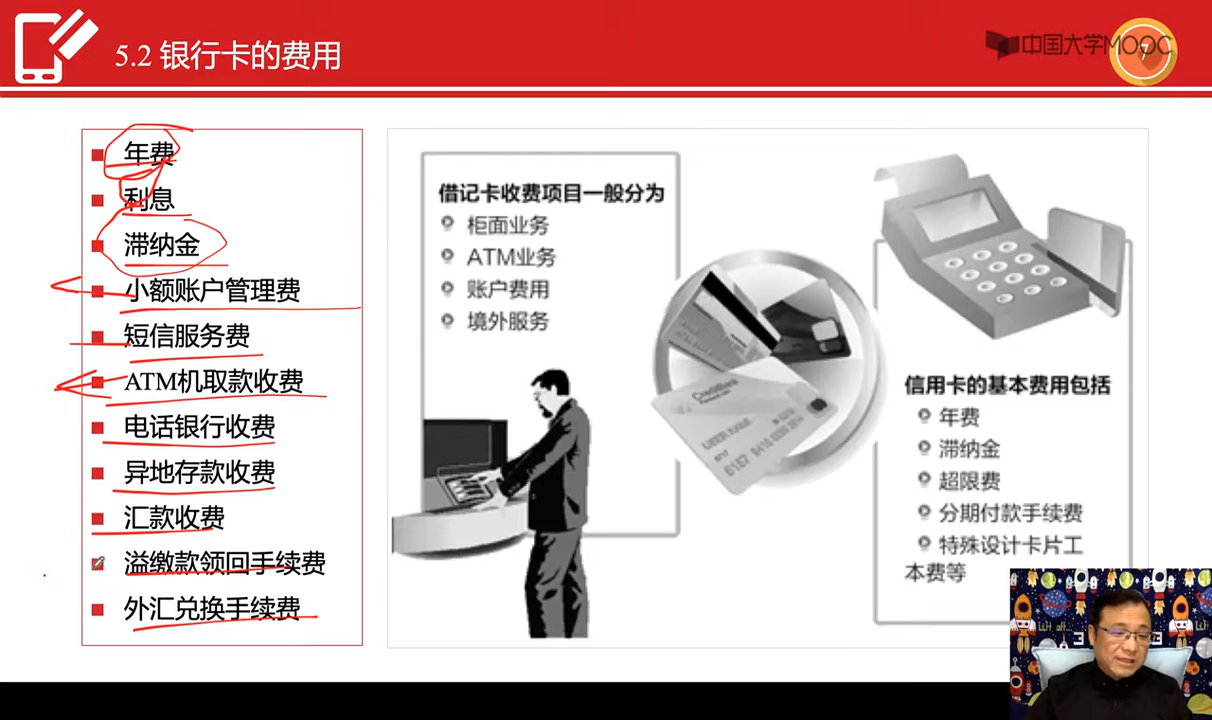 5.2 银行卡的费用
中国大学MOOC
年费
利息
滞纳金
小额账户管理费
短信服务费
ATM机取款收费
电话银行收费
异地存款收费
汇款收费
溢缴款领回手续费
外汇兑换手续费
借记卡收费项目一般分为
柜面业务
ATM业务
账户费用
境外服务
信用卡的基本费用包括
年费
滞纳金
超限费
分期付款手续费
特殊设计卡片工
本费等